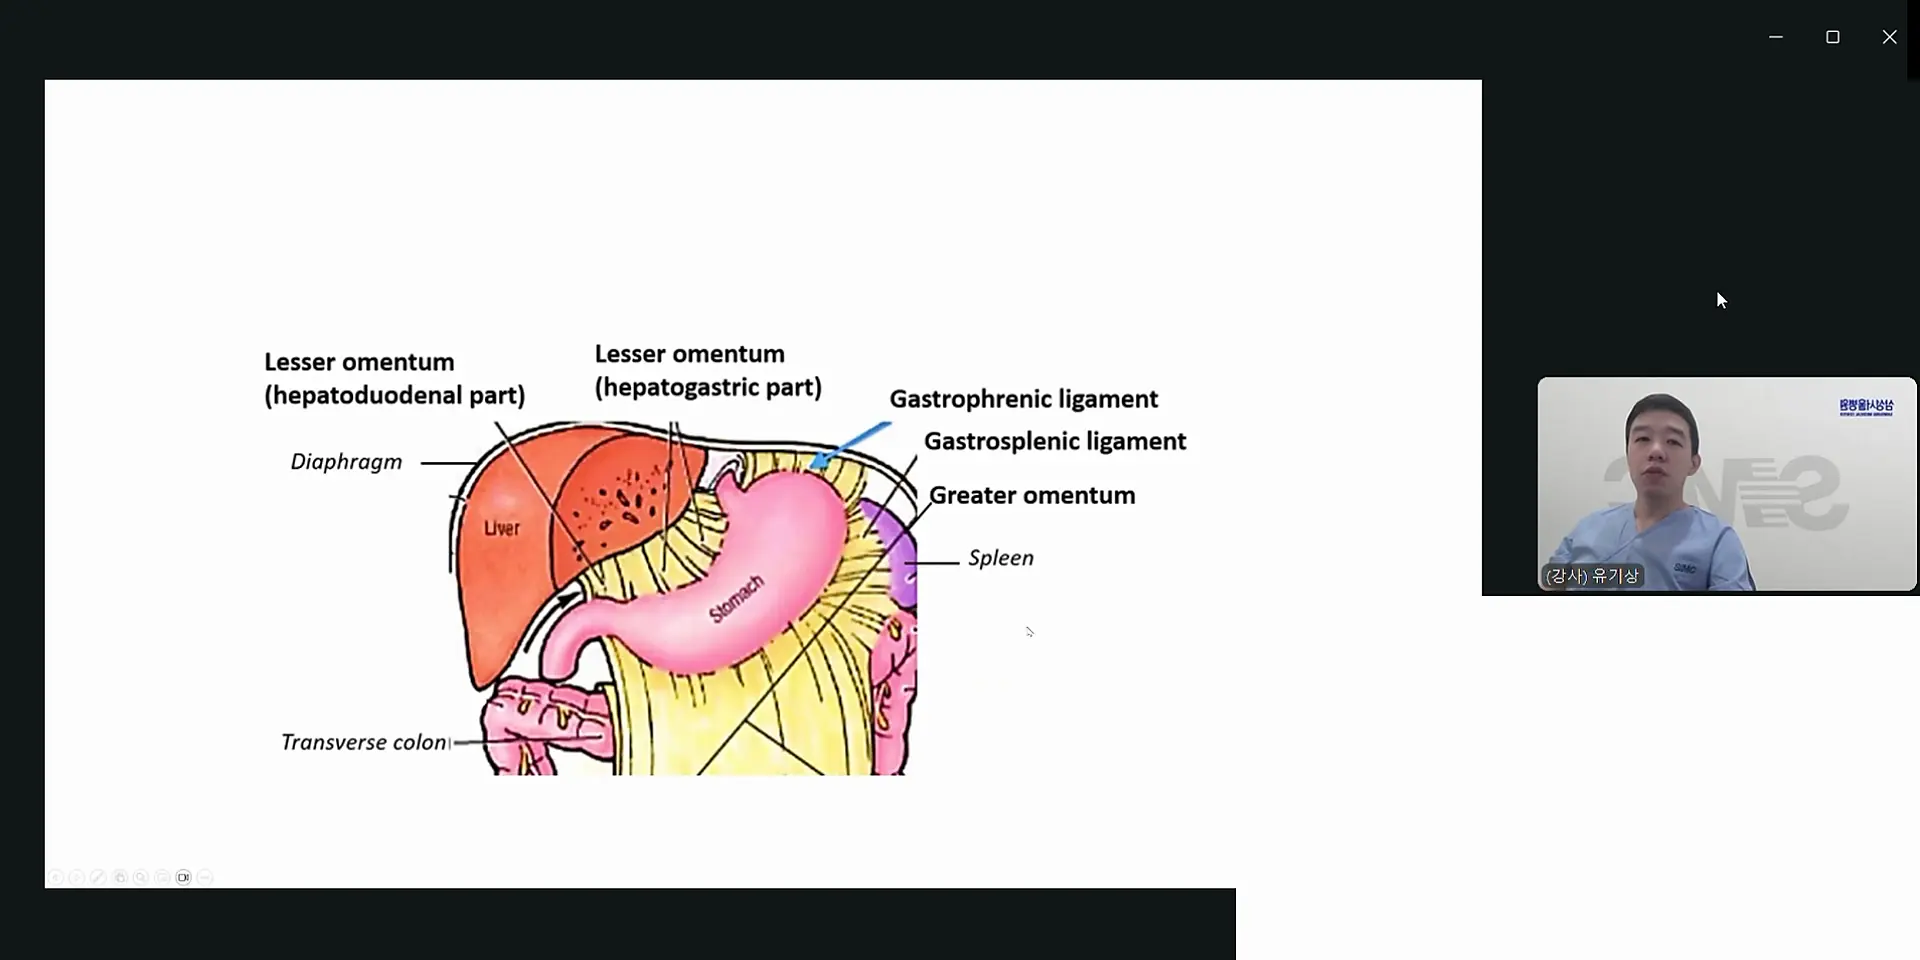 Lesser omentum
(hepatoduodenal part)
Lesser omentum
(hepatogastric part)
Gastrophrenic ligament
Gastrosplenic ligament
Diaphragm
Greater omentum
Liver
Spleen
Stomach
Transverse colon
(강사) 유기상
SMC